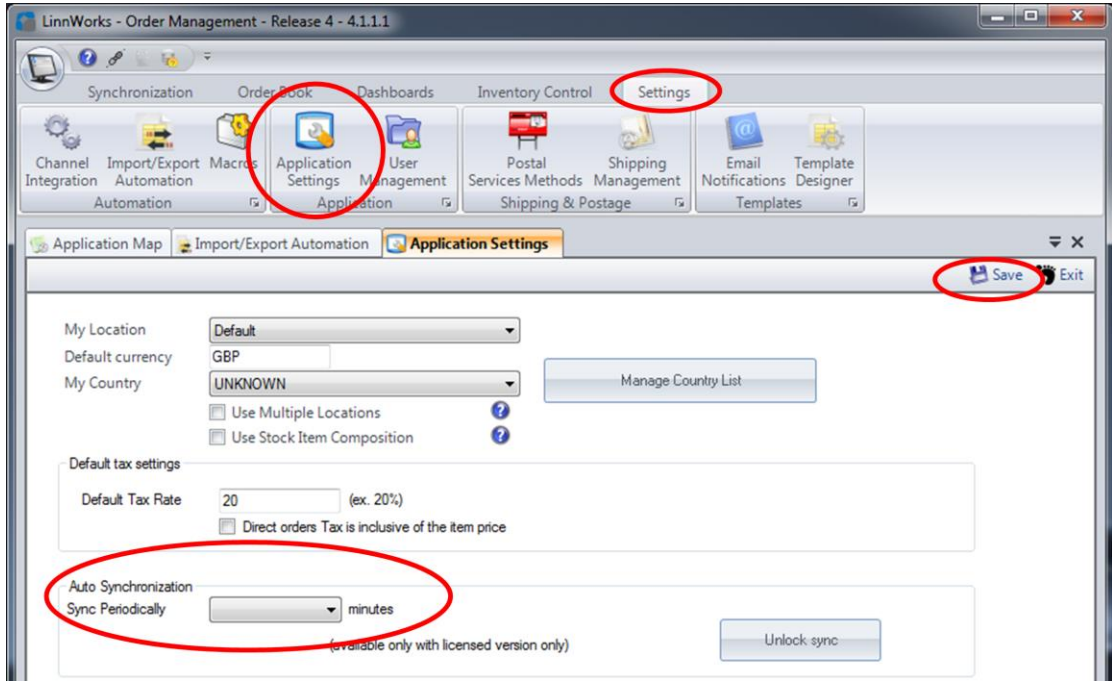 LinnWorks - Order Management - Release 4 - 4.1.1.1
Synchronization Order Book Dashboards Inventory Control Settings
Channel Integration
Import/Export Automation
Macros
Application Settings
User Management
Postal Services Methods
Shipping Management
Email Notifications
Template Designer
Automation Application Shipping & Postage Templates
Application Map Import/Export Automation Application Settings
Save Exit
My Location Default
Default currency GBP
My Country UNKNOWN
Manage Country List
Use Multiple Locations
Use Stock Item Composition
Default tax settings
Default Tax Rate 20 (ex. 20%)
Direct orders Tax is inclusive of the item price
Auto Synchronization
Sync Periodically minutes
(available only with licensed version only)
Unlock sync